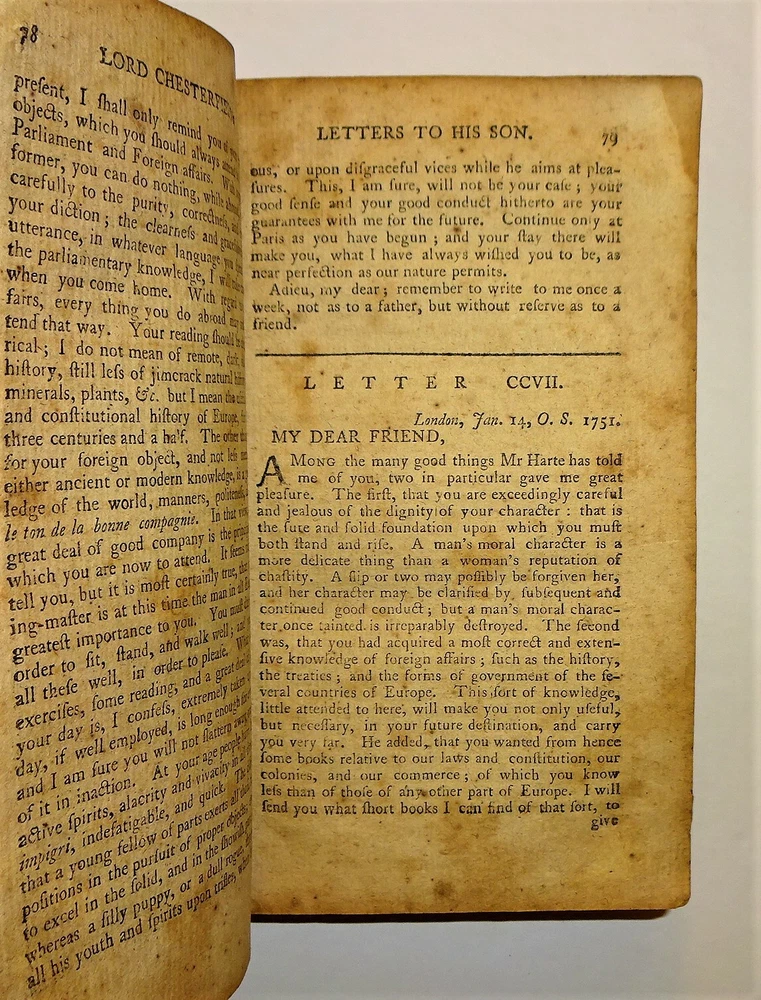 78
LORD CHESTERFIELD's
preſent, I ſhall only remind you of
objects, which you ſhould always
Parliament and Foreign affairs. With
former, you can do nothing, while
carefully to the purity, correctneſs,
your diction; the clearneſs and
utterance, in whatever language you
the parliamentary knowledge, I will
when you come home. With regard
fairs, every thing you do abroad may
tend that way. Your reading ſhould
rical; I do not mean of remote, dark,
hiſtory, ſtill leſs of jimcrack natural
minerals, plants, &c. but I mean the
and conſtitutional hiſtory of Europe,
three centuries and a half. The other
for your foreign object, and not leſs
either ancient or modern knowledge, is a
ledge of the world, manners, politeneſs,
le ton de la bonne compagnie. In that view,
great deal of good company is the
which you are now to attend. It ſeems
tell you, but it is moſt certainly true, that
ing-maſter is at this time the man in all
greateſt importance to you. You muſt
order to ſit, ſtand, and walk well; and
all theſe well, in order to pleaſe. What
exerciſes, ſome reading, and a great deal
your day is, I confeſs, extremely taken
day, if well employed, is long enough for
and I am ſure you will not ſlattern away
of it in inaction. At your age people have
active ſpirits, alacrity and vivacity in
impigri, indefatigable, and quick. The
that a young fellow of parts exerts all
poſitions in the purſuit of proper objects,
to excel in the ſolid, and in the
whereas a ſilly puppy, or a dull rogue,
all his youth and ſpirits upon trifles,
LETTERS TO HIS SON. 79
ous, or upon diſgraceful vices while he aims at plea-
ſures. This, I am ſure, will not be your caſe; your
good ſenſe and your good conduct hitherto are your
guarantees with me for the future. Continue only at
Paris as you have begun; and your ſtay there will
make you, what I have always wiſhed you to be, as
near perfection as our nature permits.
Adieu, my dear; remember to write to me once a
week, not as to a father, but without reſerve as to a
friend.
LETTER CCVII.
London, Jan. 14, O. S. 1751.
MY DEAR FRIEND,
AMONG the many good things Mr Harte has told
me of you, two in particular gave me great
pleaſure. The firſt, that you are exceedingly careful
and jealous of the dignity of your character: that is
the ſure and ſolid foundation upon which you muſt
both ſtand and riſe. A man's moral character is a
more delicate thing than a woman's reputation of
chaſtity. A ſlip or two may poſſibly be forgiven her,
and her character may be clarified by ſubſequent and
continued good conduct; but a man's moral charac-
ter once tainted is irreparably deſtroyed. The ſecond
was, that you had acquired a moſt correct and exten-
ſive knowledge of foreign affairs; ſuch as the hiſtory,
the treaties; and the forms of government of the ſe-
veral countries of Europe. This ſort of knowledge,
little attended to here, will make you not only uſeful,
but neceſſary, in your future deſtination, and carry
you very far. He added, that you wanted from hence
ſome books relative to our laws and conſtitution, our
colonies, and our commerce; of which you know
leſs than of thoſe of any other part of Europe. I will
ſend you what ſhort books I can find of that ſort, to
give